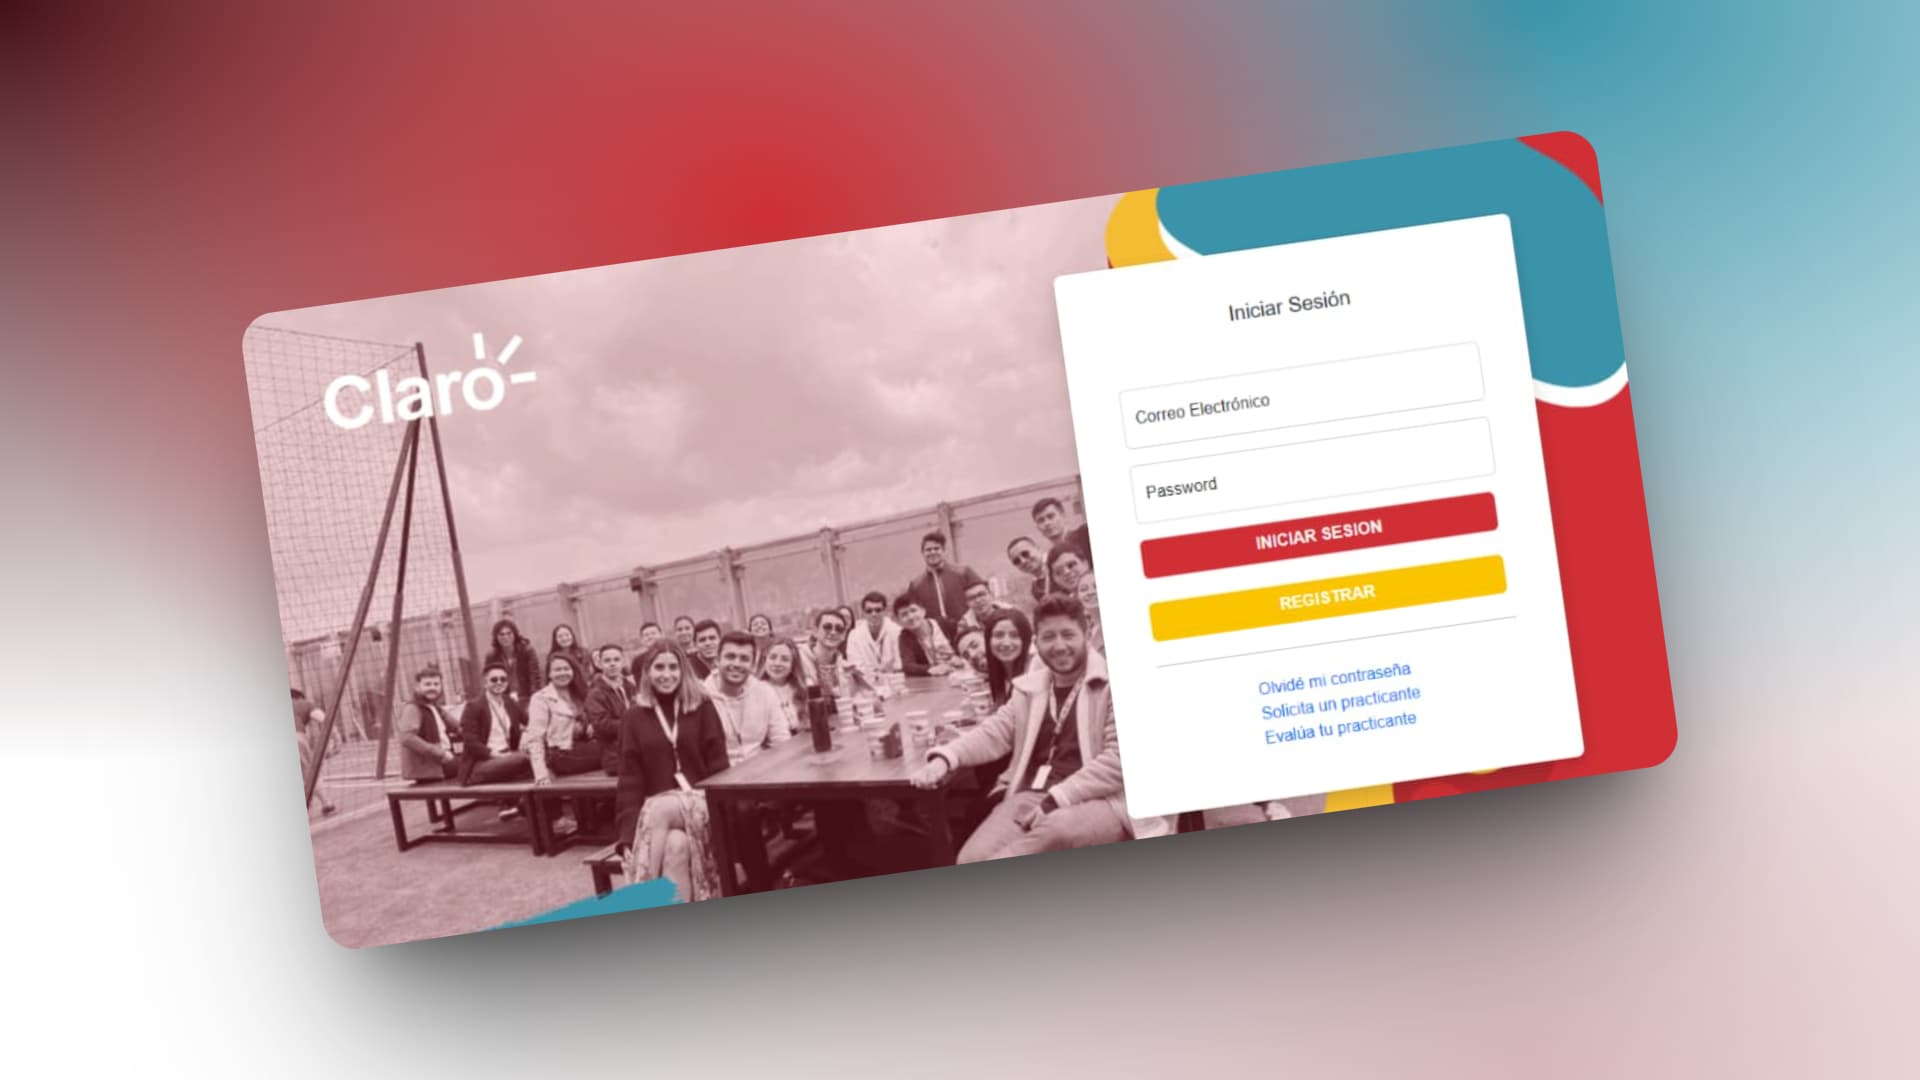 Claro
Iniciar Sesión
Correo Electrónico
Password
INICIAR SESION
REGISTRAR
Olvidé mi contraseña
Solicita un practicante
Evalúa tu practicante